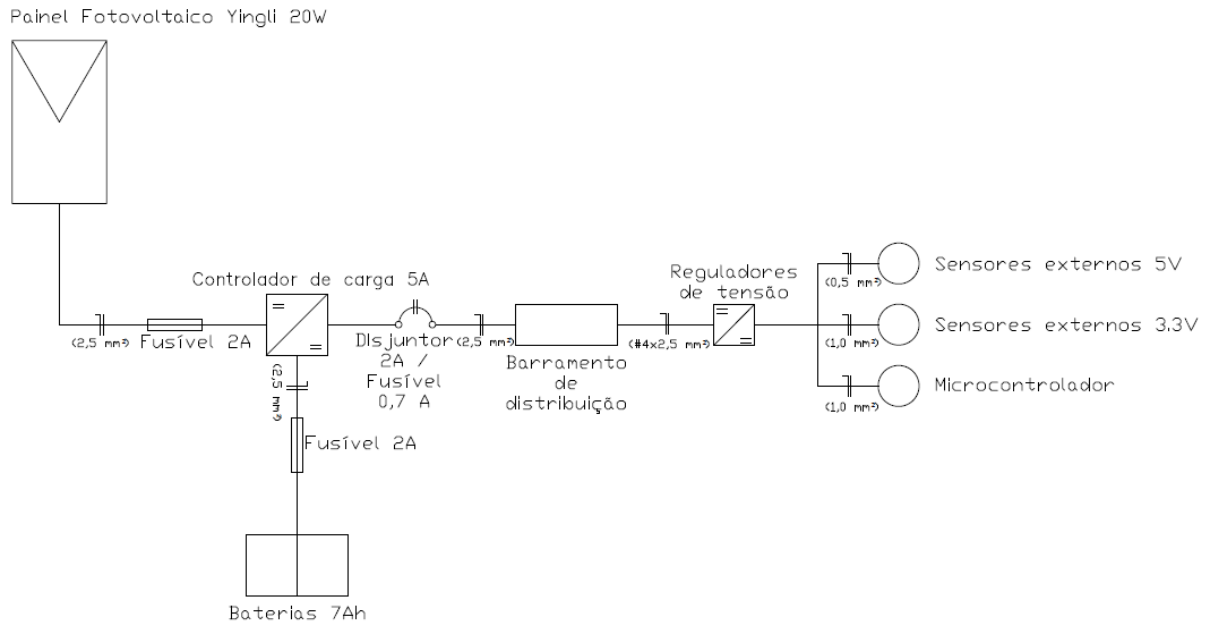 Painel Fotovoltaico Yingli 20W
Controlador de carga 5A
(2,5 mm²)
Fusível 2A
Disjuntor
2A /
Fusível
0,7 A
(2,5 mm²)
Barramento
de
distribuição
(#4x2,5 mm²)
Reguladores
de tensão
(0,5 mm²)
Sensores externos 5V
(1,0 mm²)
Sensores externos 3.3V
(1,0 mm²)
Microcontrolador
(2,5 mm²)
Fusível 2A
Baterias 7Ah